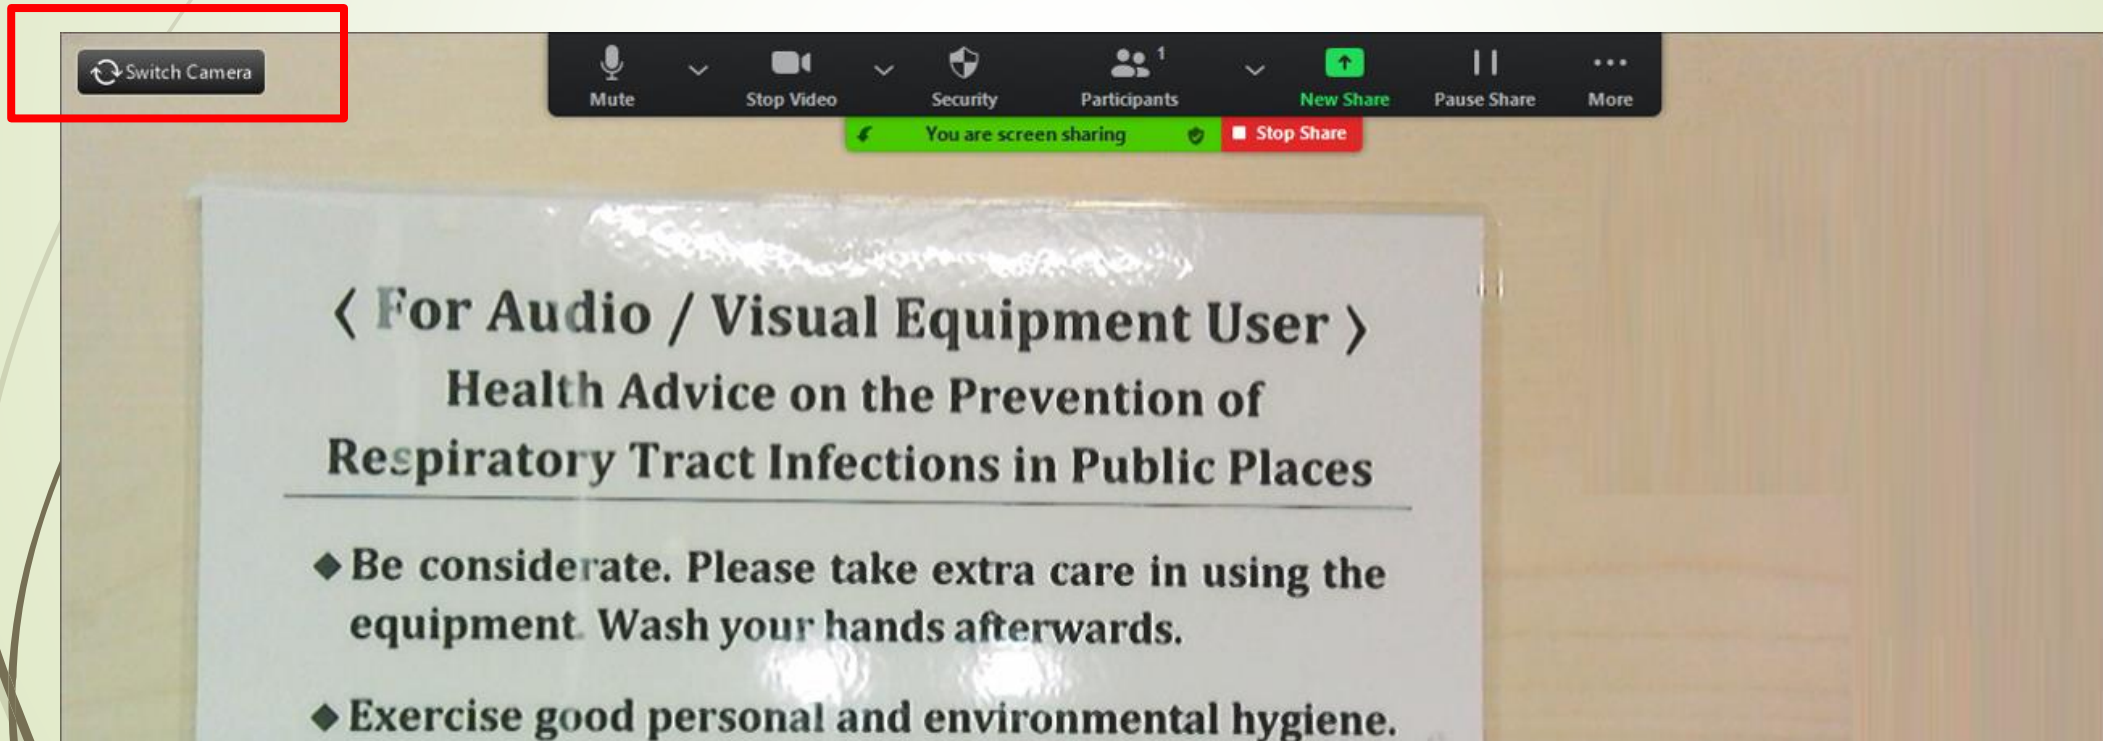 Switch Camera
Mute
Stop Video
Security
Participants
1
New Share
Pause Share
More
You are screen sharing
Stop Share
〈 For Audio / Visual Equipment User 〉
Health Advice on the Prevention of
Respiratory Tract Infections in Public Places
◆ Be considerate. Please take extra care in using the
equipment. Wash your hands afterwards.
◆ Exercise good personal and environmental hygiene.